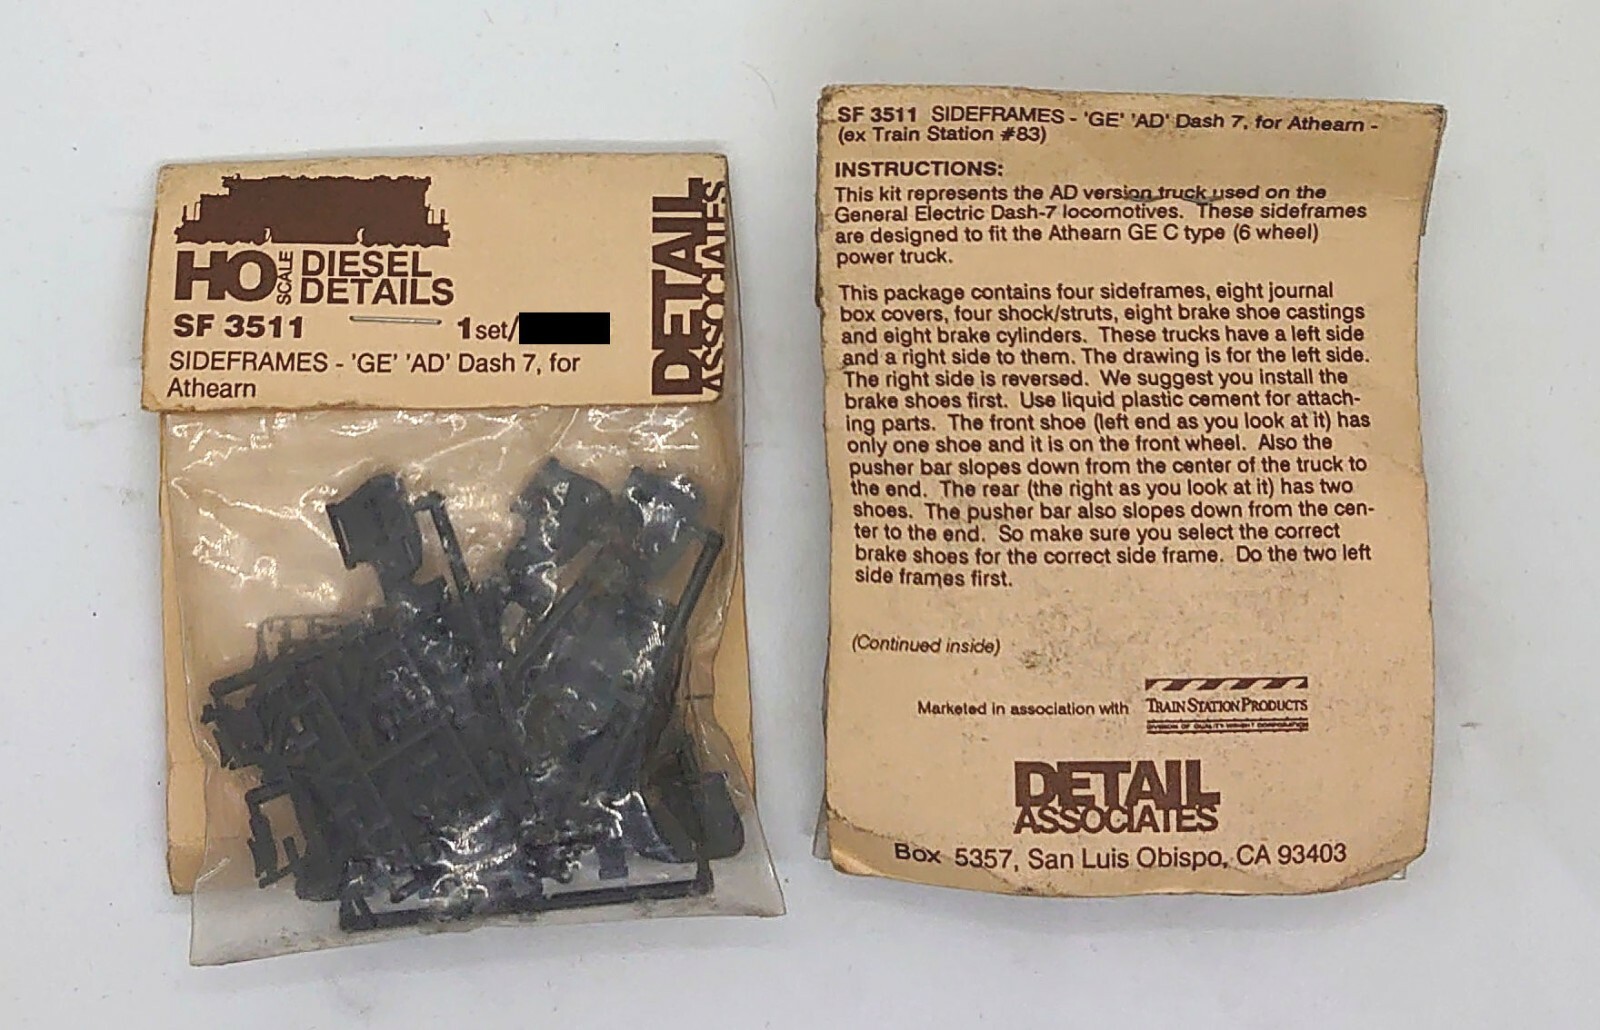 HO SCALE DIESEL DETAILS
SF 3511 1 set/
SIDEFRAMES - 'GE' 'AD' Dash 7, for
Athearn
DETAIL
ASSOCIATES
SF 3511 SIDEFRAMES - 'GE' 'AD' Dash 7, for Athearn -
(ex Train Station #83)
INSTRUCTIONS:
This kit represents the AD version truck used on the
General Electric Dash-7 locomotives. These sideframes
are designed to fit the Athearn GE C type (6 wheel)
power truck.
This package contains four sideframes, eight journal
box covers, four shock/struts, eight brake shoe castings
and eight brake cylinders. These trucks have a left side
and a right side to them. The drawing is for the left side.
The right side is reversed. We suggest you install the
brake shoes first. Use liquid plastic cement for attach-
ing parts. The front shoe (left end as you look at it) has
only one shoe and it is on the front wheel. Also the
pusher bar slopes down from the center of the truck to
the end. The rear (the right as you look at it) has two
shoes. The pusher bar also slopes down from the cen-
ter to the end. So make sure you select the correct
brake shoes for the correct side frame. Do the two left
side frames first.
(Continued inside)
Marketed in association with TRAIN STATION PRODUCTS
DIVISION OF QUALITY WRIGHT CORPORATION
DETAIL
ASSOCIATES
Box 5357, San Luis Obispo, CA 93403